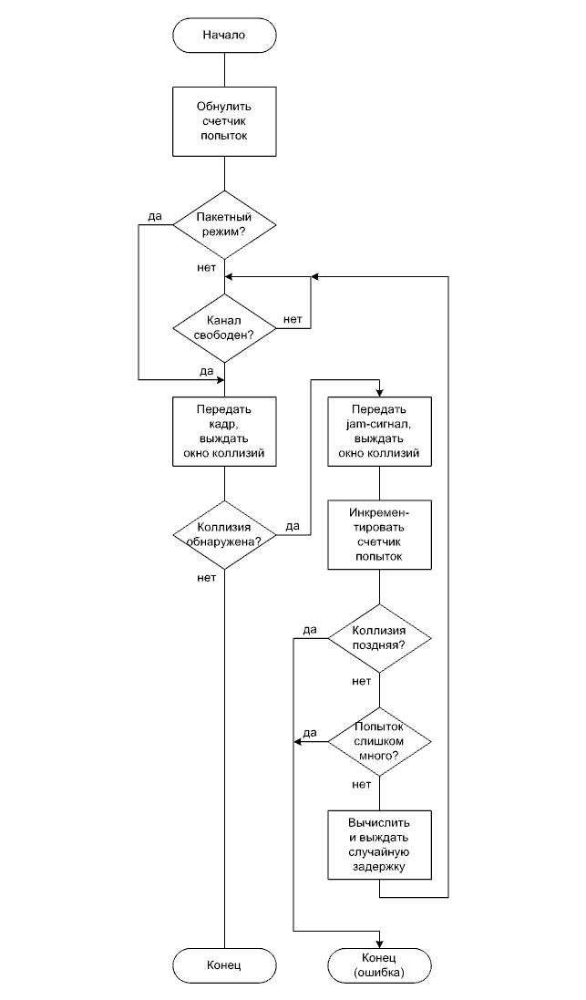 Начало
Обнулить
счетчик
попыток
да
Пакетный
режим?
нет
Канал
свободен?
нет
да
Передать
кадр,
выждать
окно коллизий
Передать
jam-сигнал,
выждать
окно коллизий
Коллизия
обнаружена?
да
нет
Инкремен-
тировать
счетчик
попыток
да
Коллизия
поздняя?
нет
да
Попыток
слишком
много?
нет
Вычислить
и выждать
случайную
задержку
Конец
Конец
(ошибка)